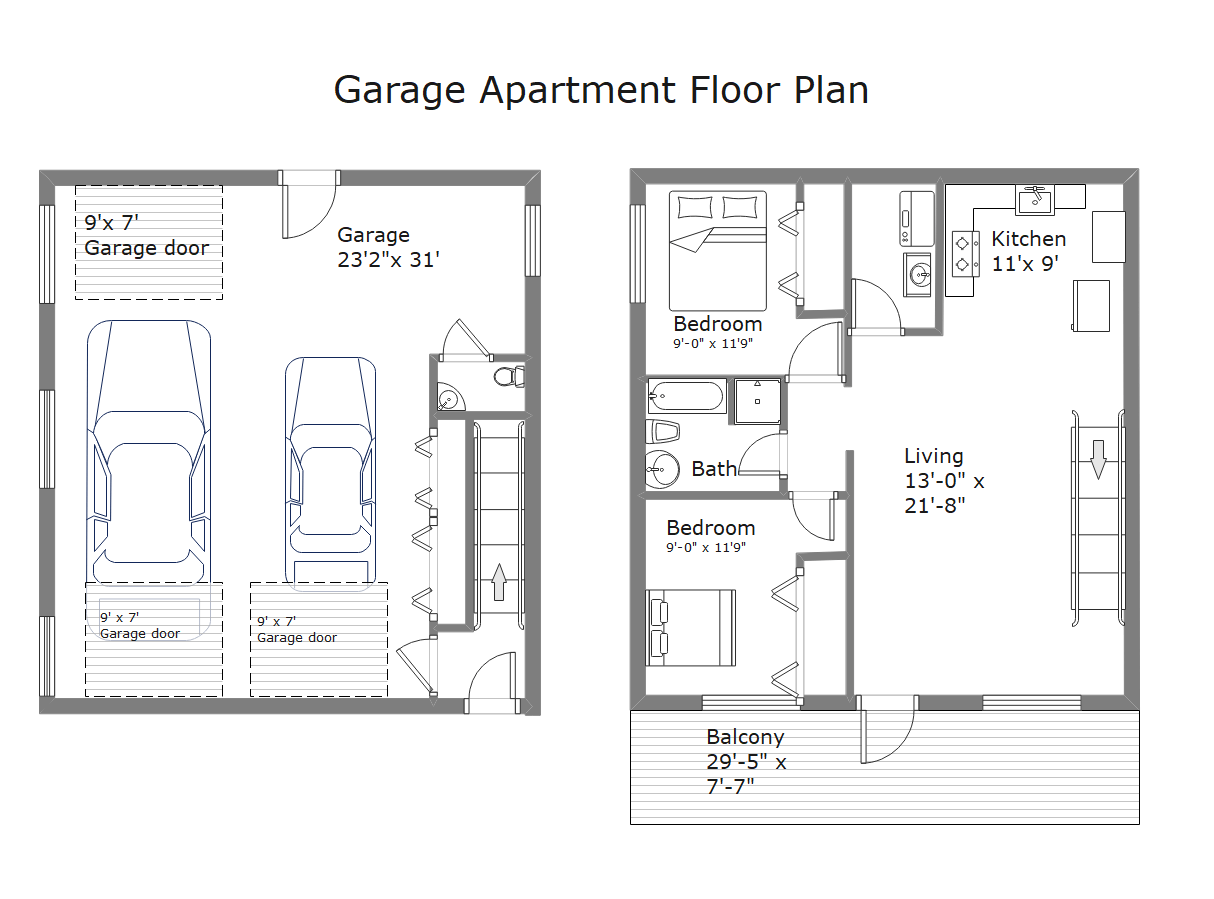 Garage Apartment Floor Plan
9'x 7'
Garage door
Garage
23'2"x 31'
9' x 7'
Garage door
9' x 7'
Garage door
Bedroom
9'-0" x 11'9"
Kitchen
11'x 9'
Bath
Living
13'-0" x
21'-8"
Bedroom
9'-0" x 11'9"
Balcony
29'-5" x
7'-7"